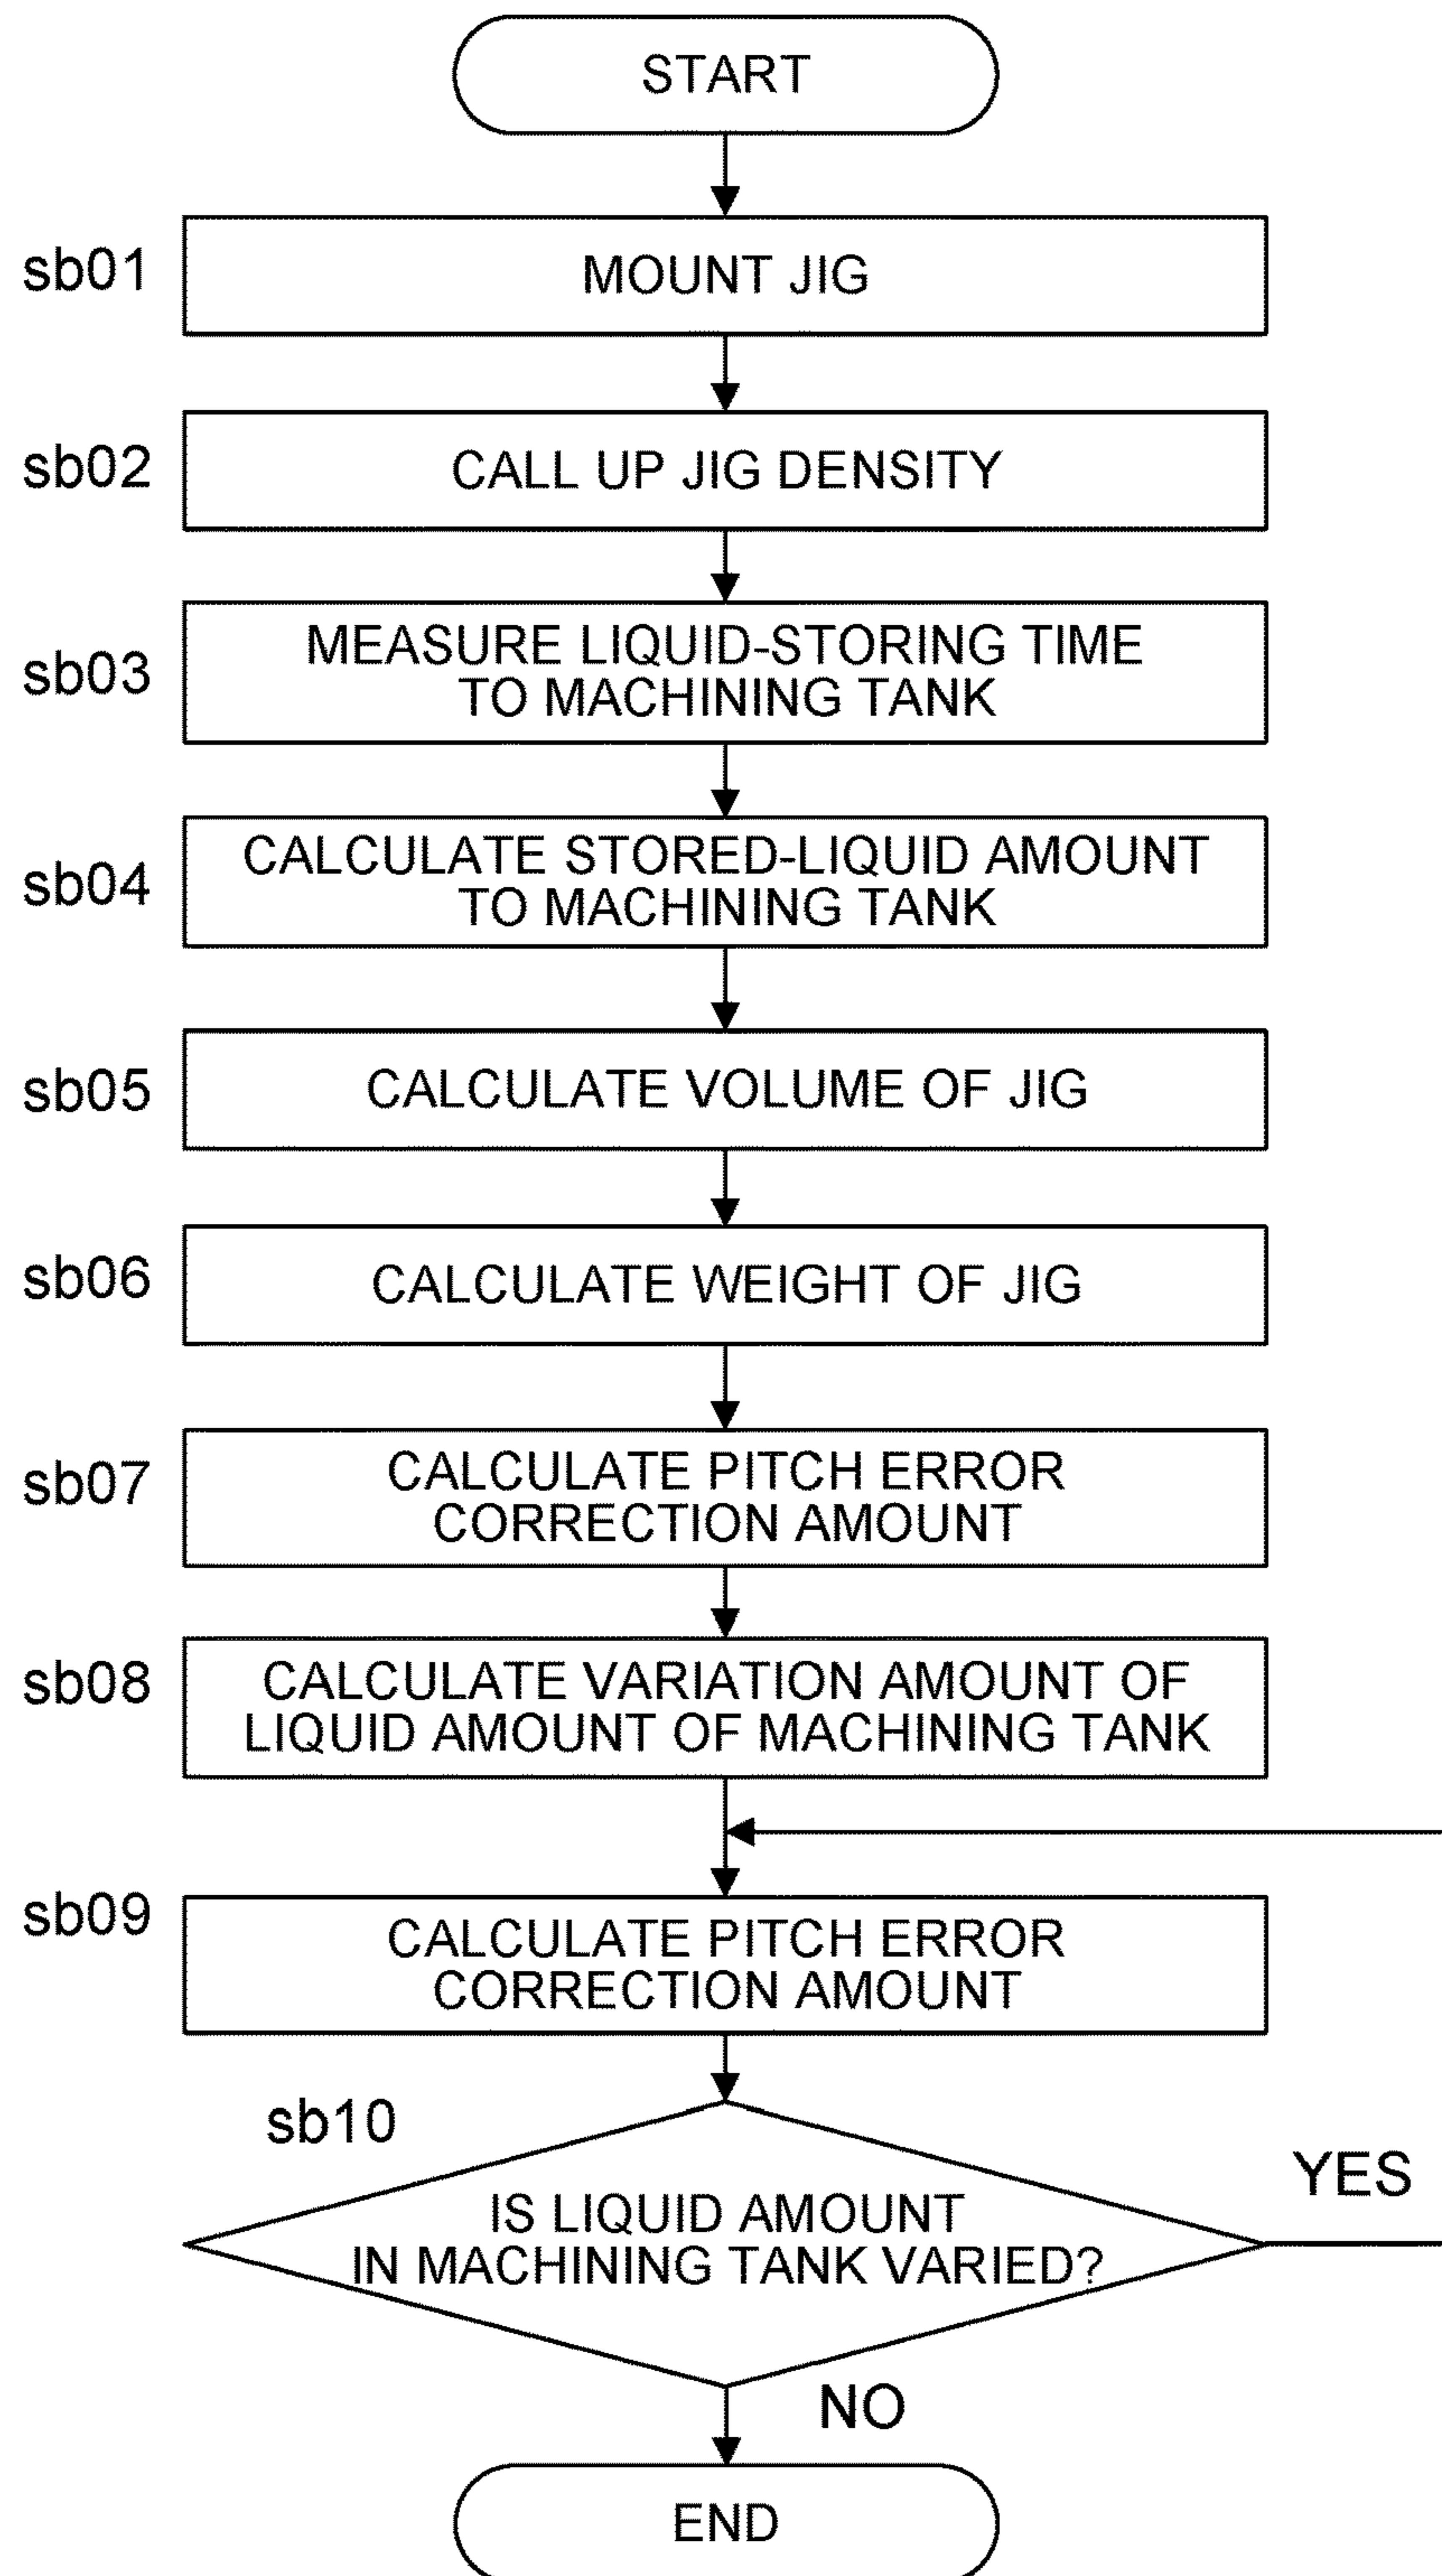 START
sb01
MOUNT JIG
sb02
CALL UP JIG DENSITY
sb03
MEASURE LIQUID-STORING TIME
TO MACHINING TANK
sb04
CALCULATE STORED-LIQUID AMOUNT
TO MACHINING TANK
sb05
CALCULATE VOLUME OF JIG
sb06
CALCULATE WEIGHT OF JIG
sb07
CALCULATE PITCH ERROR
CORRECTION AMOUNT
sb08
CALCULATE VARIATION AMOUNT OF
LIQUID AMOUNT OF MACHINING TANK
sb09
CALCULATE PITCH ERROR
CORRECTION AMOUNT
sb10
YES
IS LIQUID AMOUNT
IN MACHINING TANK VARIED?
NO
END